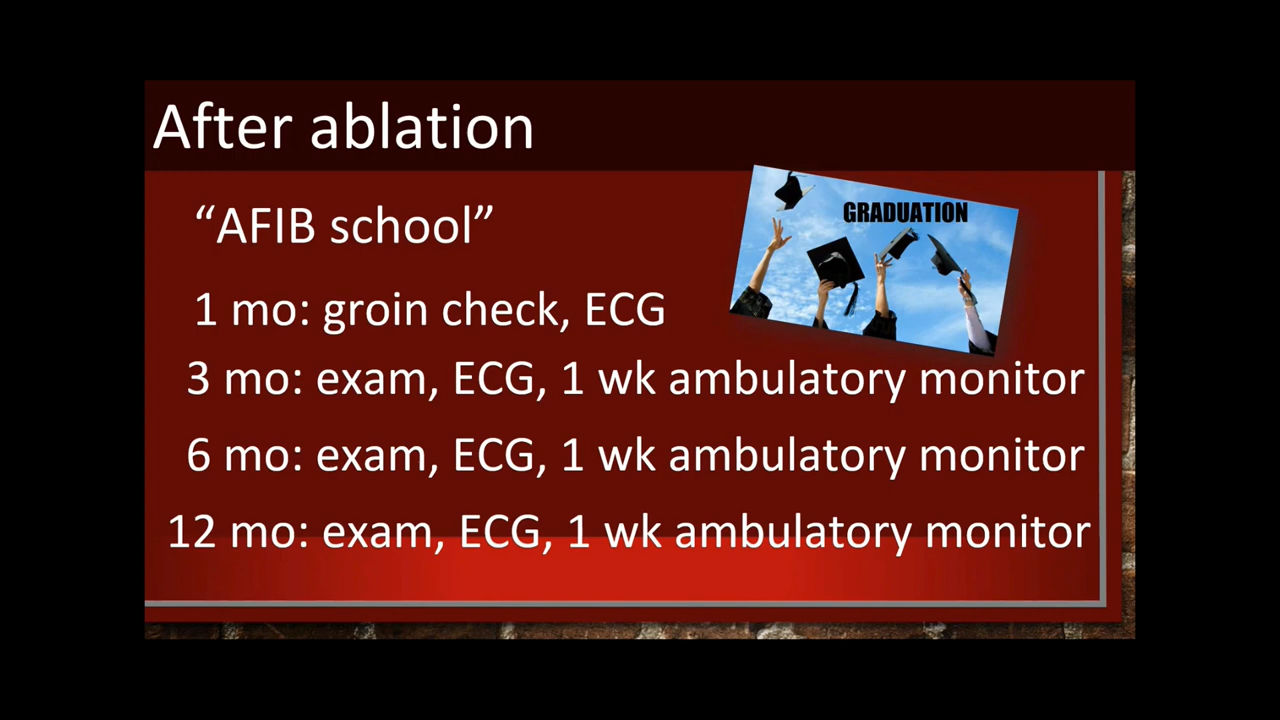 After ablation
“AFIB school”
GRADUATION
1 mo: groin check, ECG
3 mo: exam, ECG, 1 wk ambulatory monitor
6 mo: exam, ECG, 1 wk ambulatory monitor
12 mo: exam, ECG, 1 wk ambulatory monitor